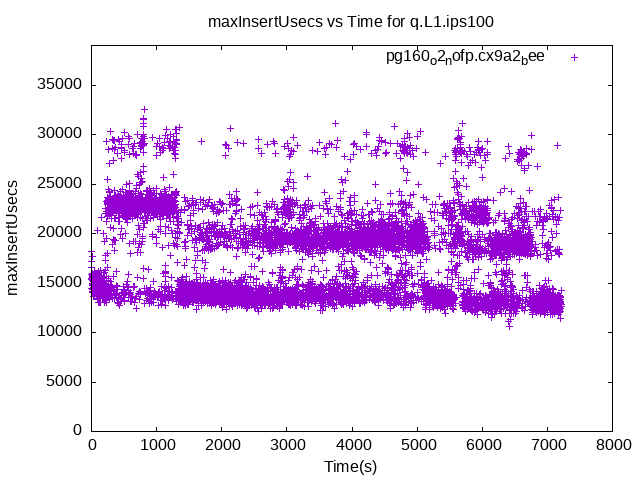 maxInsertUsecs vs Time for q.L1.ips100
pg160o2nofp.cx9a2bee
35000
30000
25000
20000
15000
10000
5000
0
maxInsertUsecs
0 1000 2000 3000 4000 5000 6000 7000 8000
Time(s)